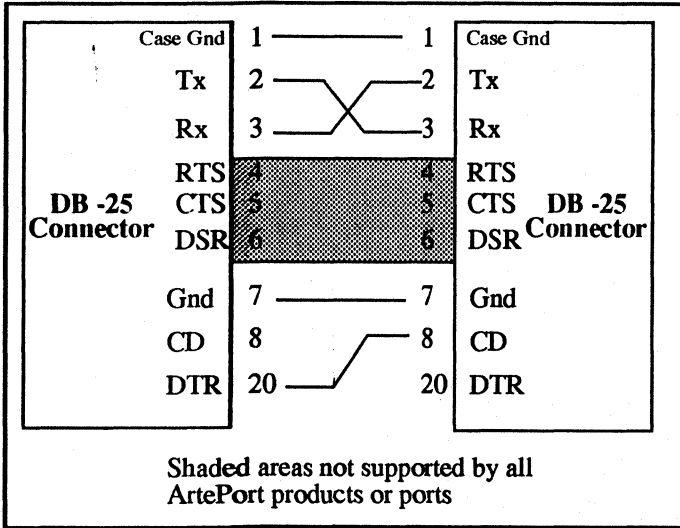 Case Gnd 1 1 Case Gnd
Tx 2 2 Tx
Rx 3 3 Rx
RTS 4 4 RTS
DB -25 Connector CTS 5 5 CTS DB -25 Connector
DSR 6 6 DSR
Gnd 7 7 Gnd
CD 8 8 CD
DTR 20 20 DTR
Shaded areas not supported by all
ArtePort products or ports